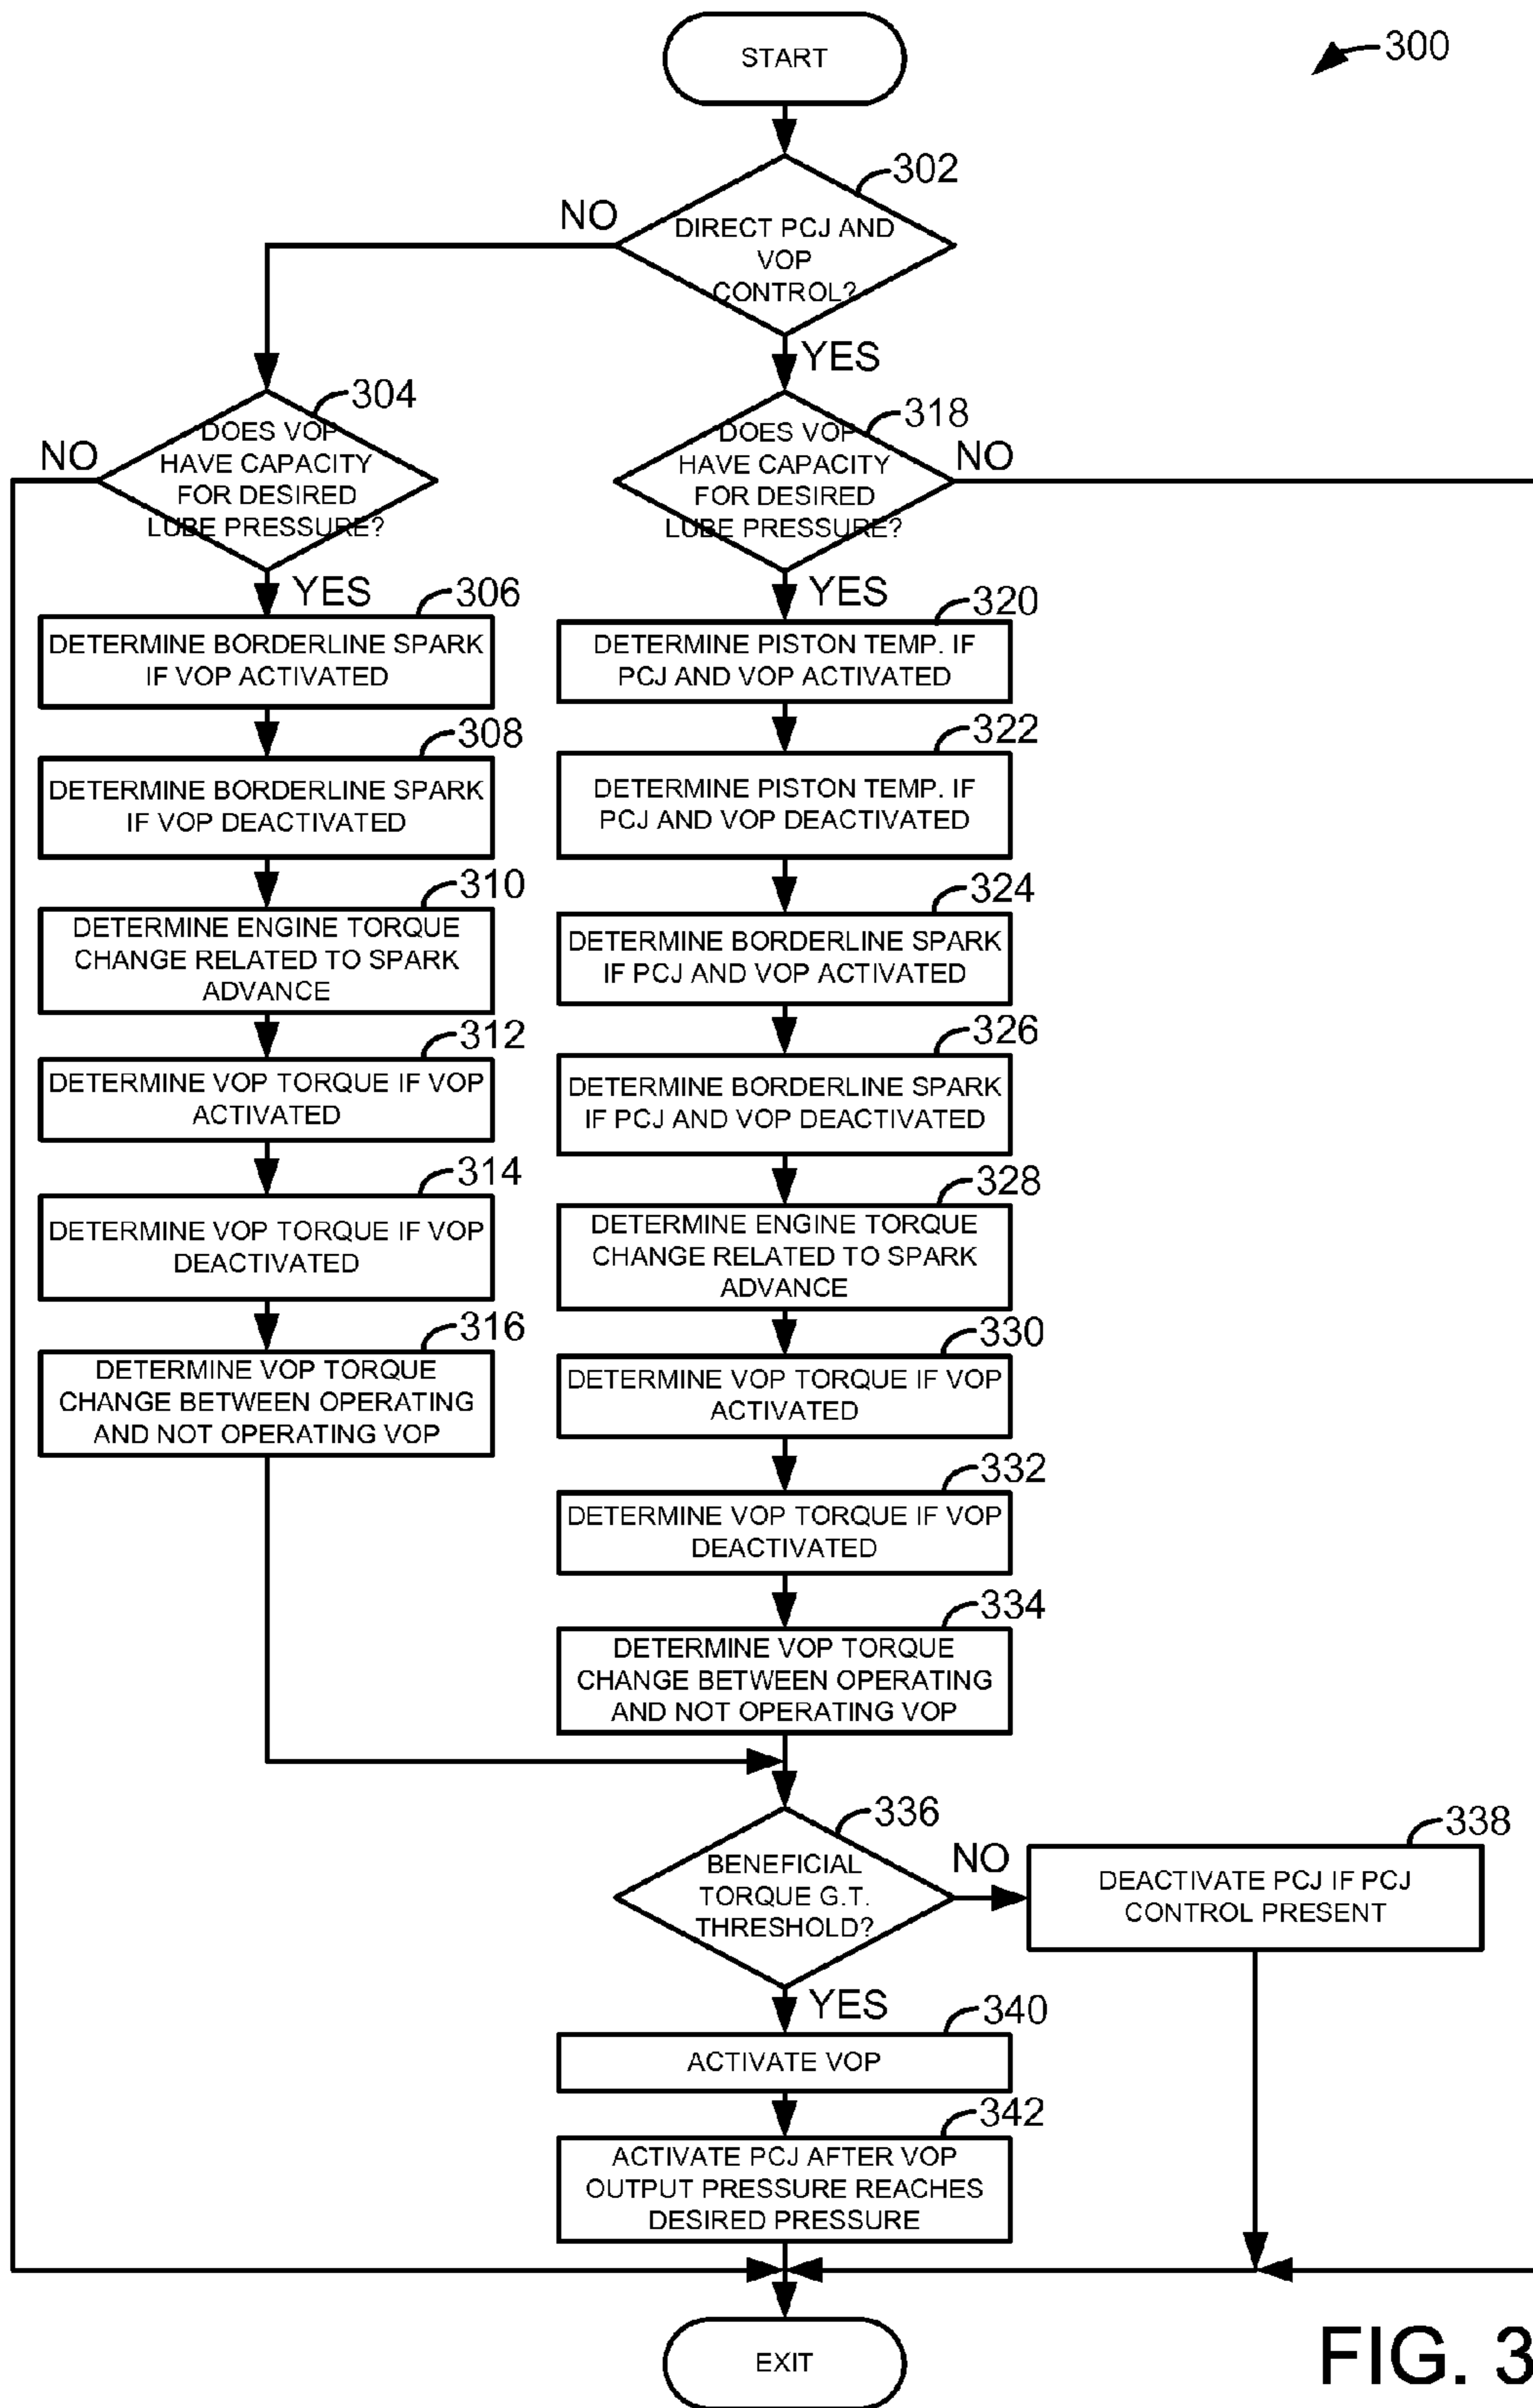 START
300
302
DIRECT PCJ AND
VOP
CONTROL?
NO
YES
304
DOES VOP
HAVE CAPACITY
FOR DESIRED
LUBE PRESSURE?
NO
YES
306
DETERMINE BORDERLINE SPARK
IF VOP ACTIVATED
308
DETERMINE BORDERLINE SPARK
IF VOP DEACTIVATED
310
DETERMINE ENGINE TORQUE
CHANGE RELATED TO SPARK
ADVANCE
312
DETERMINE VOP TORQUE IF VOP
ACTIVATED
314
DETERMINE VOP TORQUE IF VOP
DEACTIVATED
316
DETERMINE VOP TORQUE
CHANGE BETWEEN OPERATING
AND NOT OPERATING VOP
318
DOES VOP
HAVE CAPACITY
FOR DESIRED
LUBE PRESSURE?
NO
YES
320
DETERMINE PISTON TEMP. IF
PCJ AND VOP ACTIVATED
322
DETERMINE PISTON TEMP. IF
PCJ AND VOP DEACTIVATED
324
DETERMINE BORDERLINE SPARK
IF PCJ AND VOP ACTIVATED
326
DETERMINE BORDERLINE SPARK
IF PCJ AND VOP DEACTIVATED
328
DETERMINE ENGINE TORQUE
CHANGE RELATED TO SPARK
ADVANCE
330
DETERMINE VOP TORQUE IF VOP
ACTIVATED
332
DETERMINE VOP TORQUE IF VOP
DEACTIVATED
334
DETERMINE VOP TORQUE
CHANGE BETWEEN OPERATING
AND NOT OPERATING VOP
336
BENEFICIAL
TORQUE G.T.
THRESHOLD?
NO
YES
338
DEACTIVATE PCJ IF PCJ
CONTROL PRESENT
340
ACTIVATE VOP
342
ACTIVATE PCJ AFTER VOP
OUTPUT PRESSURE REACHES
DESIRED PRESSURE
EXIT
FIG. 3